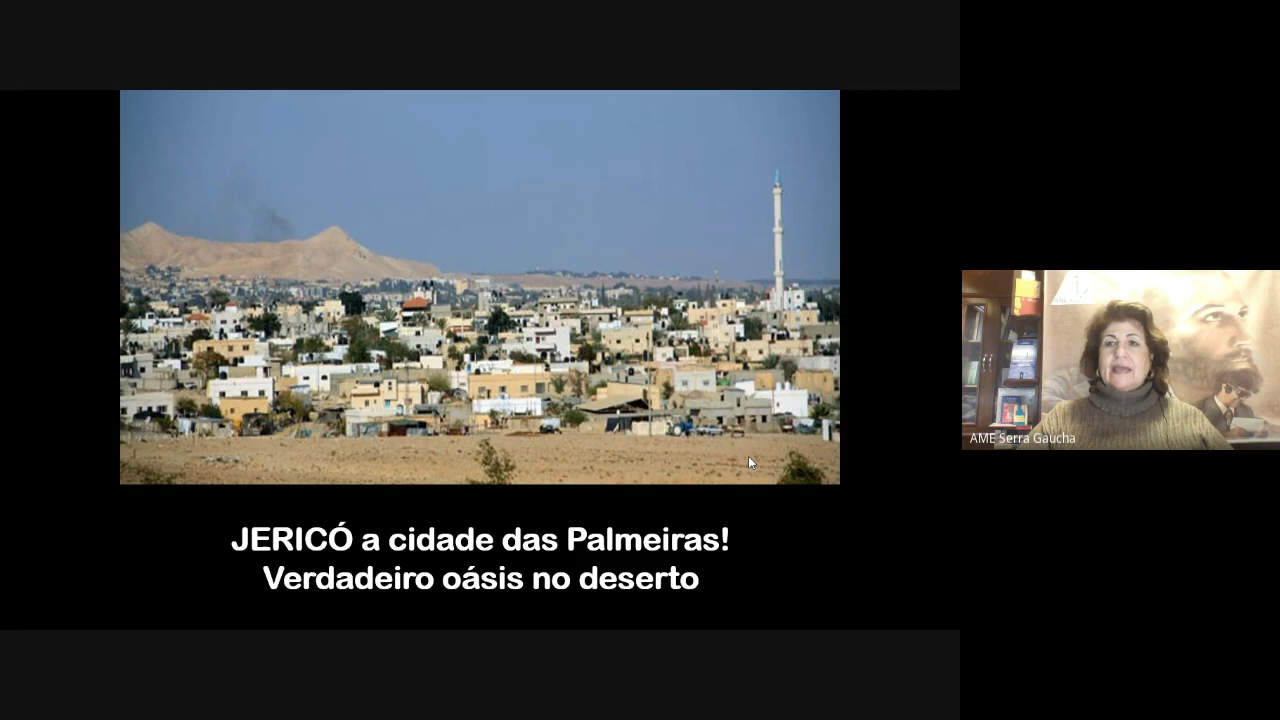 JERICÓ a cidade das Palmeiras!
Verdadeiro oásis no deserto
AME Serra Gaucha